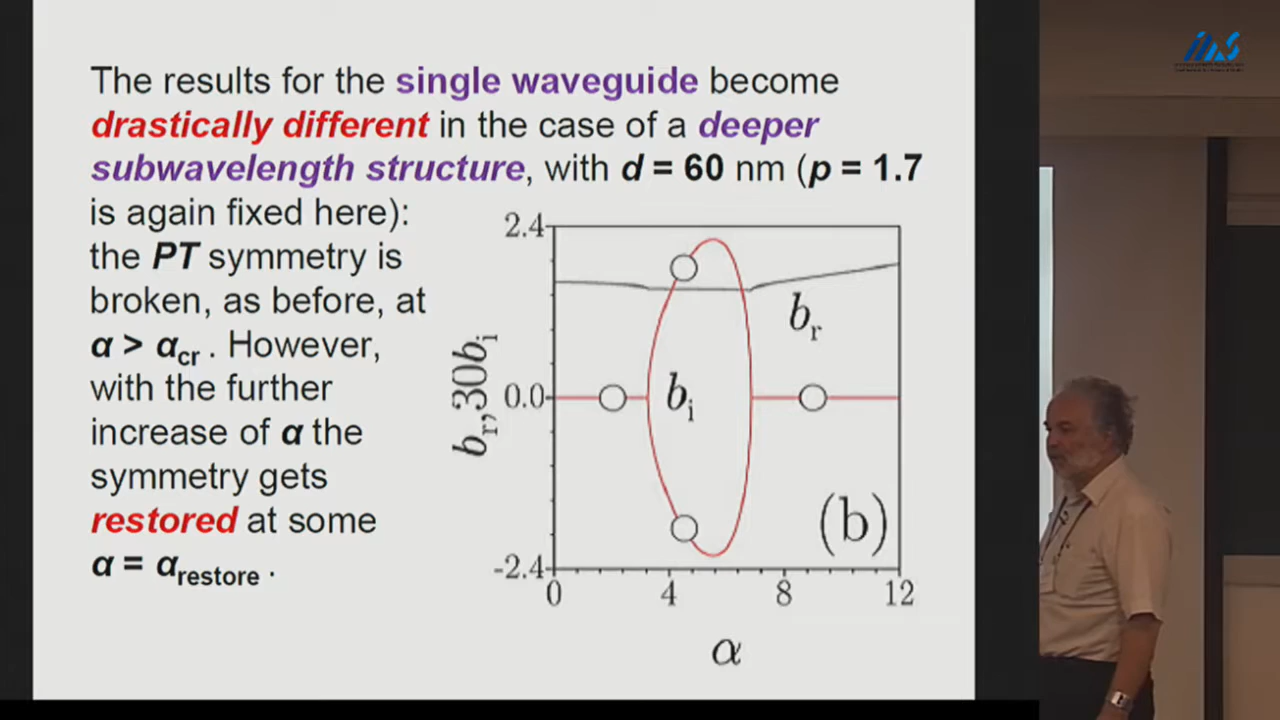 The results for the single waveguide become
drastically different in the case of a deeper
subwavelength structure, with d = 60 nm (p = 1.7
is again fixed here):
the PT symmetry is
broken, as before, at
α > αcr . However,
with the further
increase of α the
symmetry gets
restored at some
α = αrestore .
2.4
0.0
-2.4
br,30bi
br
bi
(b)
0 4 8 12
α